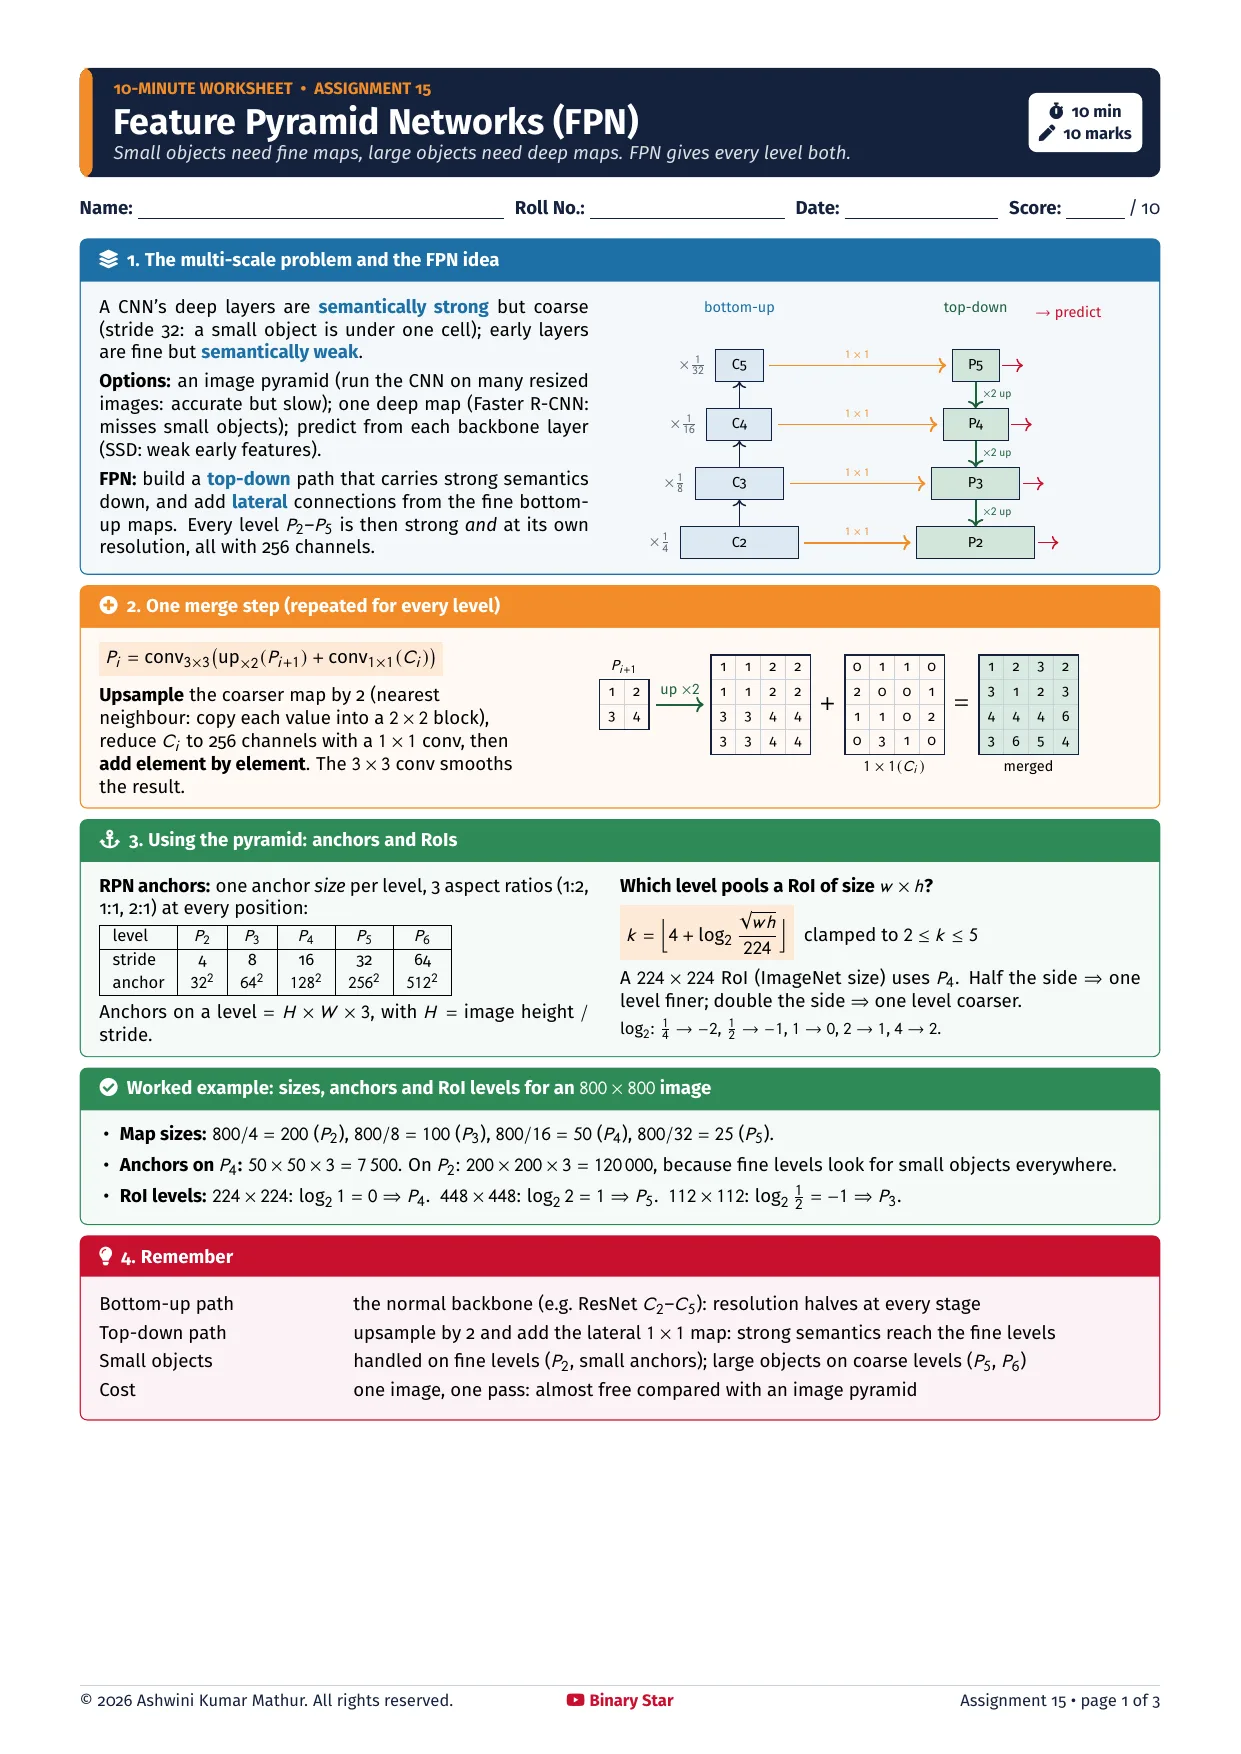 10-MINUTE WORKSHEET • ASSIGNMENT 15
Feature Pyramid Networks (FPN)
Small objects need fine maps, large objects need deep maps. FPN gives every level both.
10 min
10 marks
Name: Roll No.: Date: Score: / 10
1. The multi-scale problem and the FPN idea
A CNN's deep layers are semantically strong but coarse
(stride 32: a small object is under one cell); early layers
are fine but semantically weak.
Options: an image pyramid (run the CNN on many resized
images: accurate but slow); one deep map (Faster R-CNN:
misses small objects); predict from each backbone layer
(SSD: weak early features).
FPN: build a top-down path that carries strong semantics
down, and add lateral connections from the fine bottom-
up maps. Every level P₂–P₅ is then strong and at its own
resolution, all with 256 channels.
bottom-up top-down → predict
×1/32 C5 1 × 1 P5
×2 up
×1/16 C4 1 × 1 P4
×2 up
×1/8 C3 1 × 1 P3
×2 up
×1/4 C2 1 × 1 P2
2. One merge step (repeated for every level)
Pᵢ = conv₃ₓ₃(up×₂(Pᵢ₊₁) + conv₁ₓ₁(Cᵢ))
Upsample the coarser map by 2 (nearest
neighbour: copy each value into a 2 × 2 block),
reduce Cᵢ to 256 channels with a 1 × 1 conv, then
add element by element. The 3 × 3 conv smooths
the result.
Pᵢ₊₁
1 2
3 4
up ×2
1 1 2 2
1 1 2 2
3 3 4 4
3 3 4 4
+
0 1 1 0
2 0 0 1
1 1 0 2
0 3 1 0
1 × 1(Cᵢ)
=
1 2 3 2
3 1 2 3
4 4 4 6
3 6 5 4
merged
3. Using the pyramid: anchors and RoIs
RPN anchors: one anchor size per level, 3 aspect ratios (1:2,
1:1, 2:1) at every position:
level P₂ P₃ P₄ P₅ P₆
stride 4 8 16 32 64
anchor 32² 64² 128² 256² 512²
Anchors on a level = H × W × 3, with H = image height /
stride.
Which level pools a RoI of size w × h?
k = ⌊4 + log₂ √wh/224⌋ clamped to 2 ≤ k ≤ 5
A 224 × 224 RoI (ImageNet size) uses P₄. Half the side ⇒ one
level finer; double the side ⇒ one level coarser.
log₂: 1/4 → −2, 1/2 → −1, 1 → 0, 2 → 1, 4 → 2.
Worked example: sizes, anchors and RoI levels for an 800 × 800 image
• Map sizes: 800/4 = 200 (P₂), 800/8 = 100 (P₃), 800/16 = 50 (P₄), 800/32 = 25 (P₅).
• Anchors on P₄: 50 × 50 × 3 = 7 500. On P₂: 200 × 200 × 3 = 120 000, because fine levels look for small objects everywhere.
• RoI levels: 224 × 224: log₂ 1 = 0 ⇒ P₄. 448 × 448: log₂ 2 = 1 ⇒ P₅. 112 × 112: log₂ 1/2 = −1 ⇒ P₃.
4. Remember
Bottom-up path the normal backbone (e.g. ResNet C₂–C₅): resolution halves at every stage
Top-down path upsample by 2 and add the lateral 1 × 1 map: strong semantics reach the fine levels
Small objects handled on fine levels (P₂, small anchors); large objects on coarse levels (P₅, P₆)
Cost one image, one pass: almost free compared with an image pyramid
© 2026 Ashwini Kumar Mathur. All rights reserved. Binary Star Assignment 15 • page 1 of 3